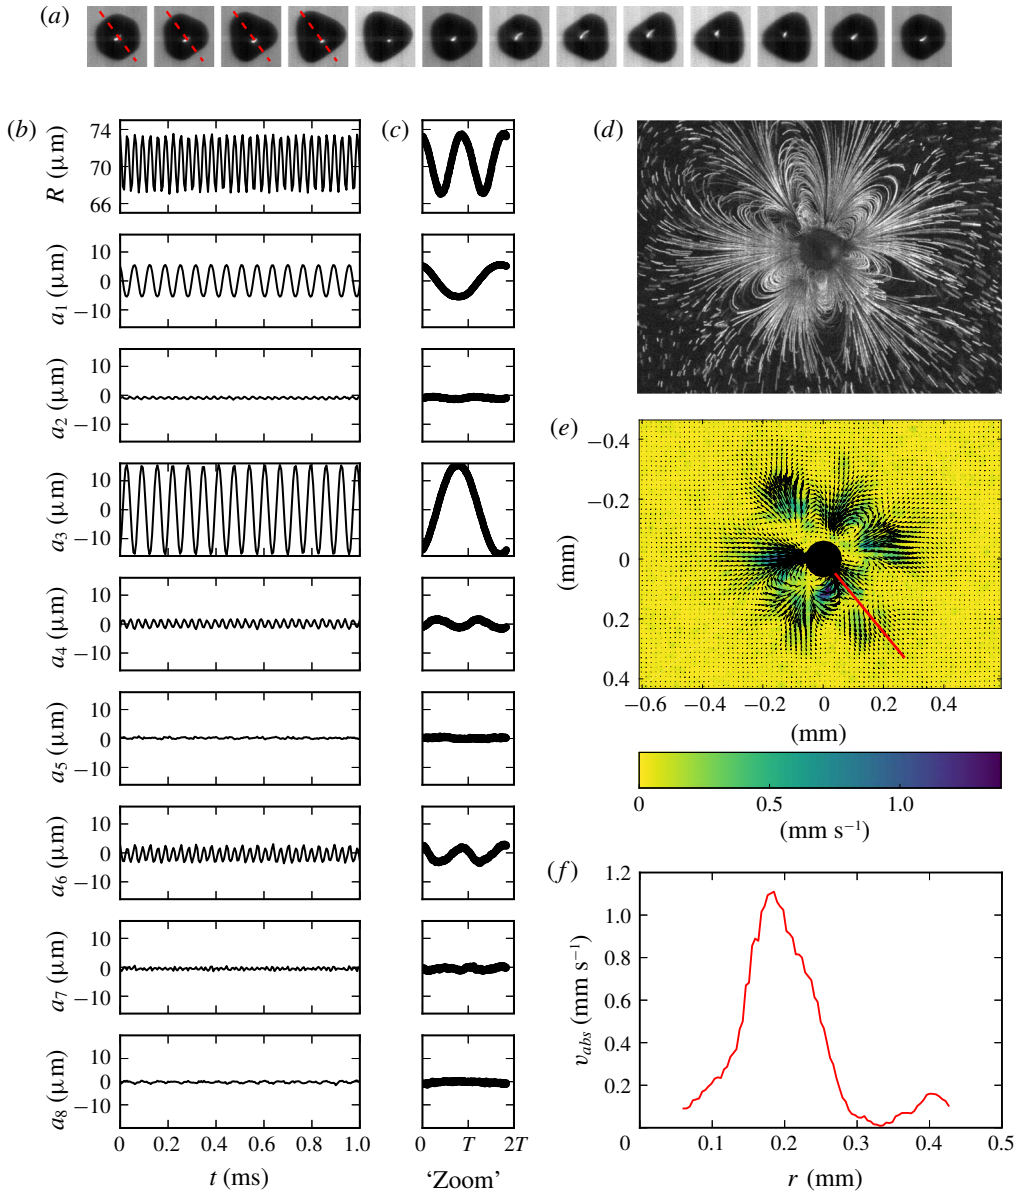 (a)
(b)
(c)
(d)
74
70
66
R (μm)
10
0
−10
a1 (μm)
10
0
−10
a2 (μm)
10
0
−10
a3 (μm)
10
0
−10
a4 (μm)
10
0
−10
a5 (μm)
10
0
−10
a6 (μm)
10
0
−10
a7 (μm)
10
0
−10
a8 (μm)
0 0.2 0.4 0.6 0.8 1.0
t (ms)
0 T 2T
‘Zoom’
(e)
−0.4
−0.2
0
0.2
0.4
(mm)
−0.6 −0.4 −0.2 0 0.2 0.4
(mm)
0 0.5 1.0
(mm s−1)
(f)
1.2
1.0
0.8
0.6
0.4
0.2
0
vabs (mm s−1)
0.1 0.2 0.3 0.4 0.5
r (mm)